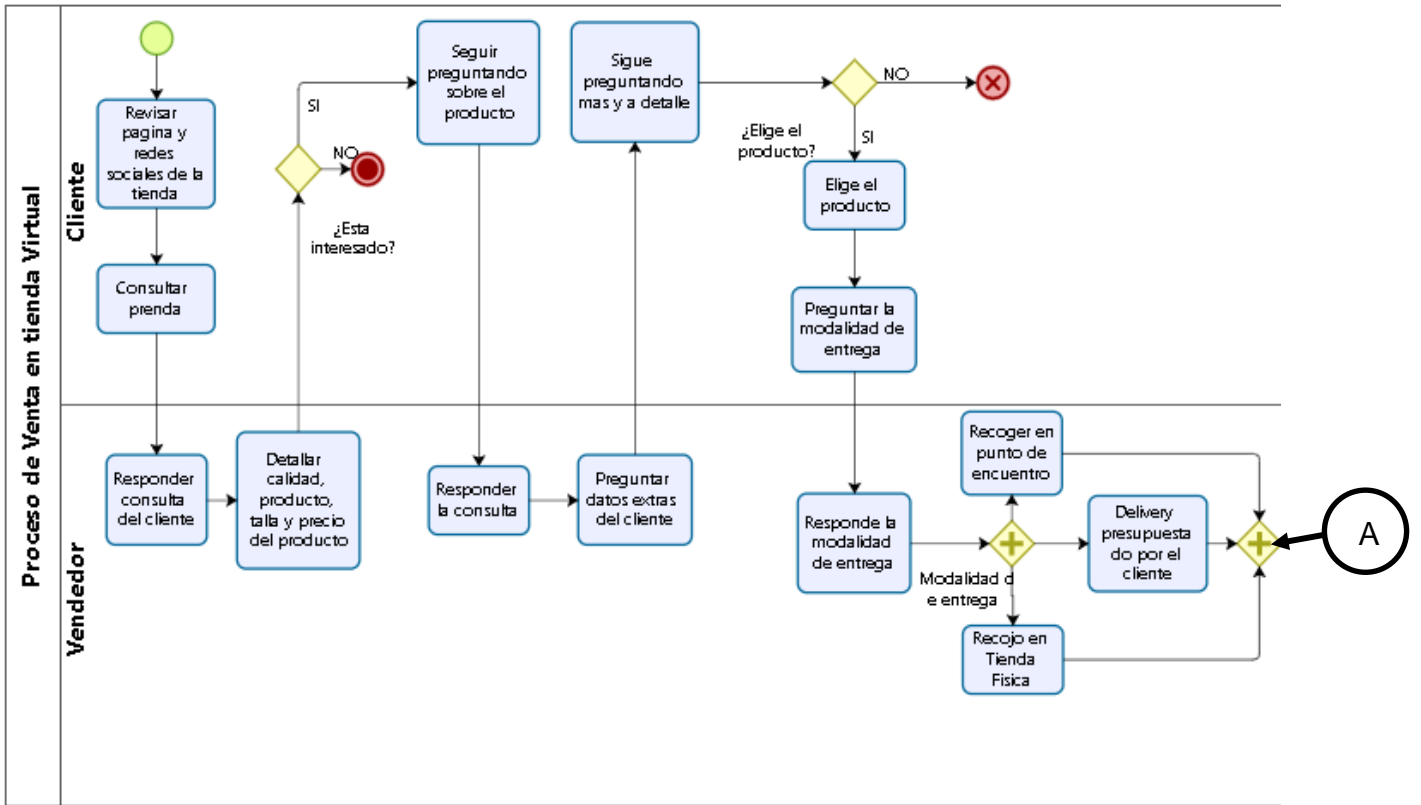 Proceso de Venta en tienda Virtual
Cliente
Revisar
pagina y
redes
sociales de la
tienda
Consultar
prenda
SI
NO
¿Esta
interesado?
Seguir
preguntando
sobre el
producto
Sigue
preguntando
mas y a detalle
NO
¿Elige el
producto?
SI
Elige el
producto
Preguntar la
modalidad de
entrega
Vendedor
Responder
consulta
del cliente
Detallar
calidad,
producto,
talla y precio
del producto
Responder
la consulta
Preguntar
datos extras
del cliente
Responde la
modalidad
de entrega
Modalidad d
e entrega
Recoger en
punto de
encuentro
Delivery
presupuesta
do por el
cliente
Recojo en
Tienda
Fisica
A